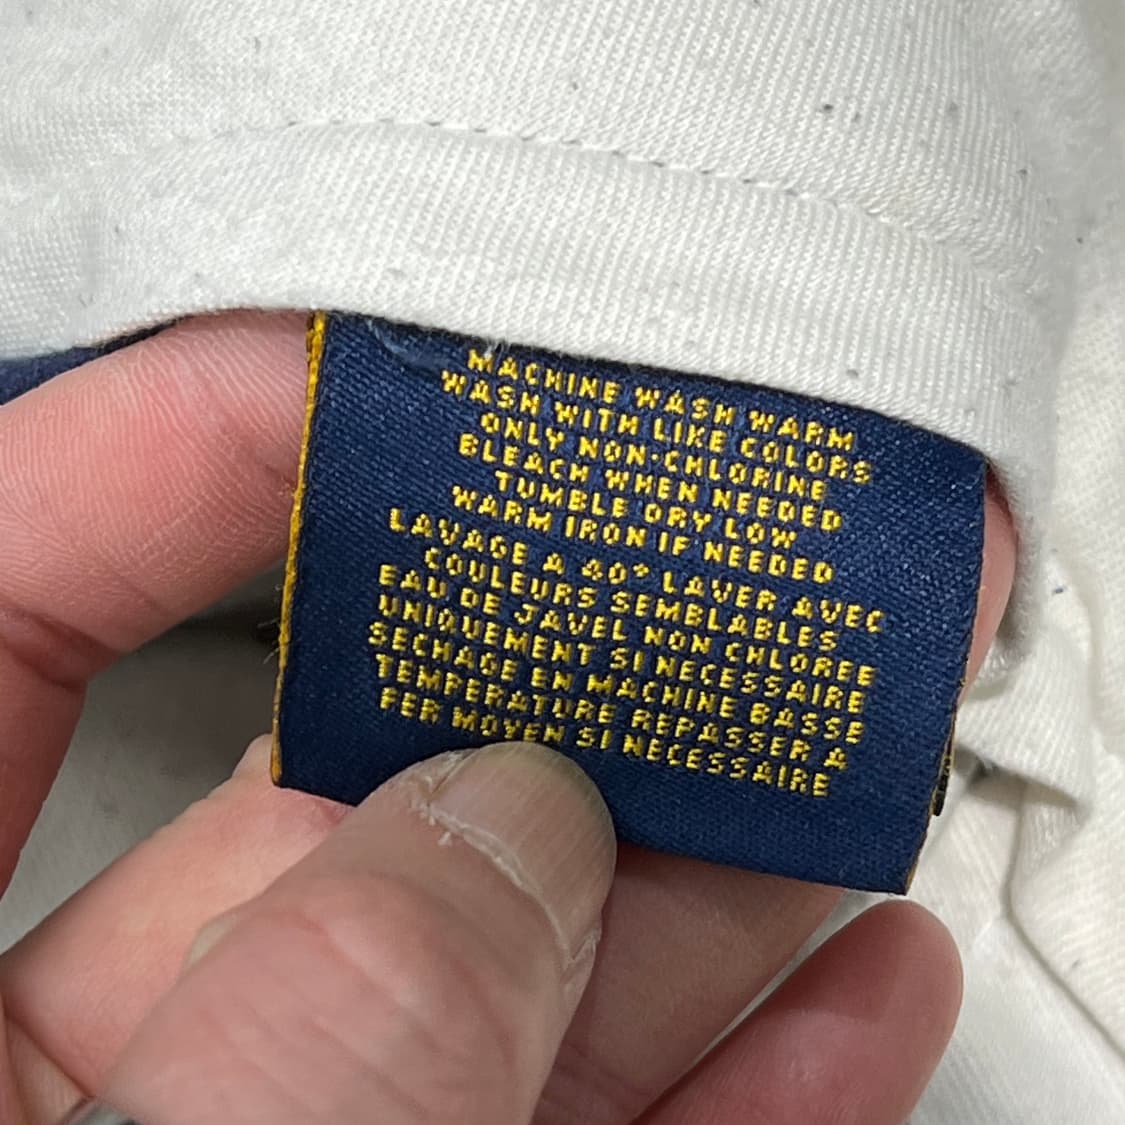 MACHINE WASH WARM
WASH WITH LIKE COLORS
ONLY NON-CHLORINE
BLEACH WHEN NEEDED
TUMBLE DRY LOW
WARM IRON IF NEEDED
LAVAGE A 40° LAVER AVEC
COULEURS SEMBLABLES
EAU DE JAVEL NON CHLOREE
UNIQUEMENT SI NECESSAIRE
SECHAGE EN MACHINE BASSE
TEMPERATURE REPASSER A
FER MOYEN SI NECESSAIRE